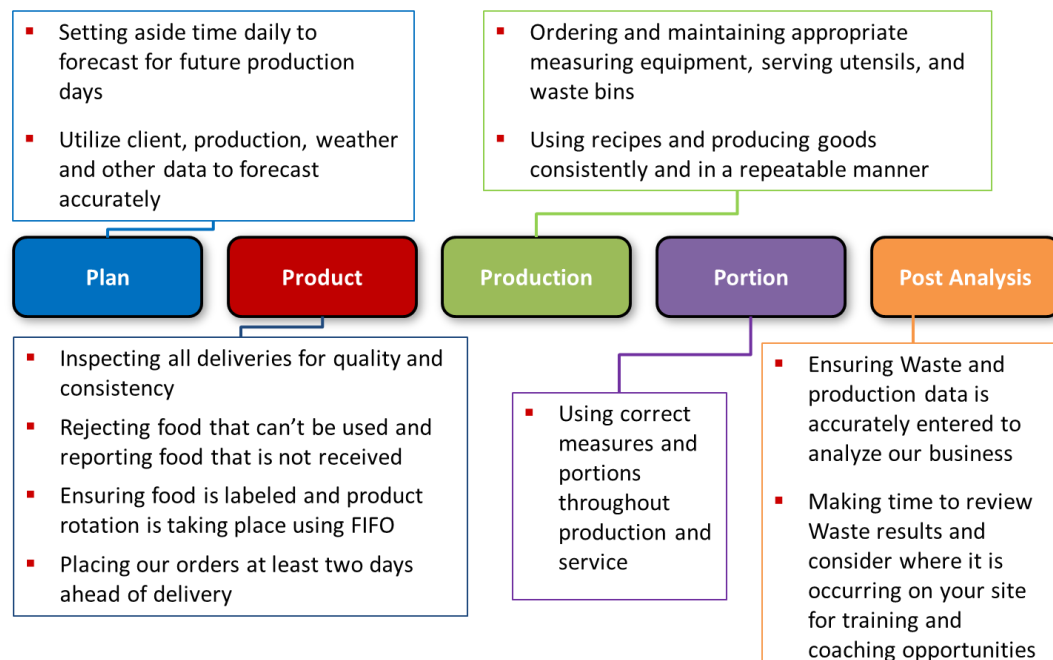 ▪ Setting aside time daily to
forecast for future production
days
▪ Utilize client, production, weather
and other data to forecast
accurately
▪ Ordering and maintaining appropriate
measuring equipment, serving utensils, and
waste bins
▪ Using recipes and producing goods
consistently and in a repeatable manner
Plan
Product
Production
Portion
Post Analysis
▪ Inspecting all deliveries for quality and
consistency
▪ Rejecting food that can’t be used and
reporting food that is not received
▪ Ensuring food is labeled and product
rotation is taking place using FIFO
▪ Placing our orders at least two days
ahead of delivery
▪ Using correct
measures and
portions
throughout
production and
service
▪ Ensuring Waste and
production data is
accurately entered to
analyze our business
▪ Making time to review
Waste results and
consider where it is
occurring on your site
for training and
coaching opportunities